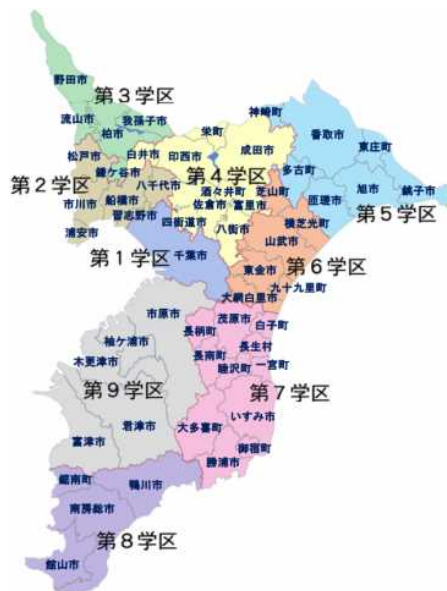 野田市
第３学区
流山市
我孫子市
柏市
栄町
神崎町
香取市
東庄町
松戸市
白井市
印西市
成田市
鎌ケ谷市
第４学区
多古町
旭市
銚子市
第２学区
八千代市
酒々井町
芝山町
匝瑳市
市川市
船橋市
佐倉市
富里市
第５学区
習志野市
四街道市
八街市
横芝光町
浦安市
山武市
第１学区
千葉市
第６学区
東金市
九十九里町
大網白里市
市原市
茂原市
白子町
長柄町
袖ケ浦市
長生村
木更津市
長南町
睦沢町
一宮町
第９学区
第７学区
君津市
大多喜町
いすみ市
富津市
御宿町
勝浦市
鋸南町
鴨川市
南房総市
第８学区
館山市